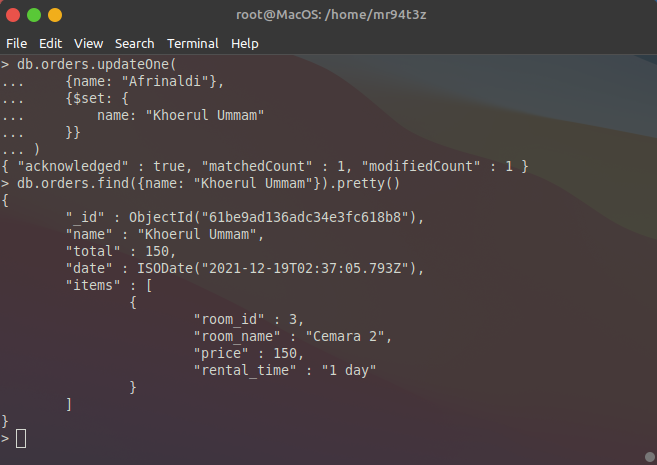 root@MacOS: /home/mr94t3z
File Edit View Search Terminal Help
> db.orders.updateOne(
...     {name: "Afrinaldi"},
...     {$set: {
...         name: "Khoerul Ummam"
...     }}
... )
{ "acknowledged" : true, "matchedCount" : 1, "modifiedCount" : 1 }
> db.orders.find({name: "Khoerul Ummam"}).pretty()
{
        "_id" : ObjectId("61be9ad136adc34e3fc618b8"),
        "name" : "Khoerul Ummam",
        "total" : 150,
        "date" : ISODate("2021-12-19T02:37:05.793Z"),
        "items" : [
                {
                        "room_id" : 3,
                        "room_name" : "Cemara 2",
                        "price" : 150,
                        "rental_time" : "1 day"
                }
        ]
}
>